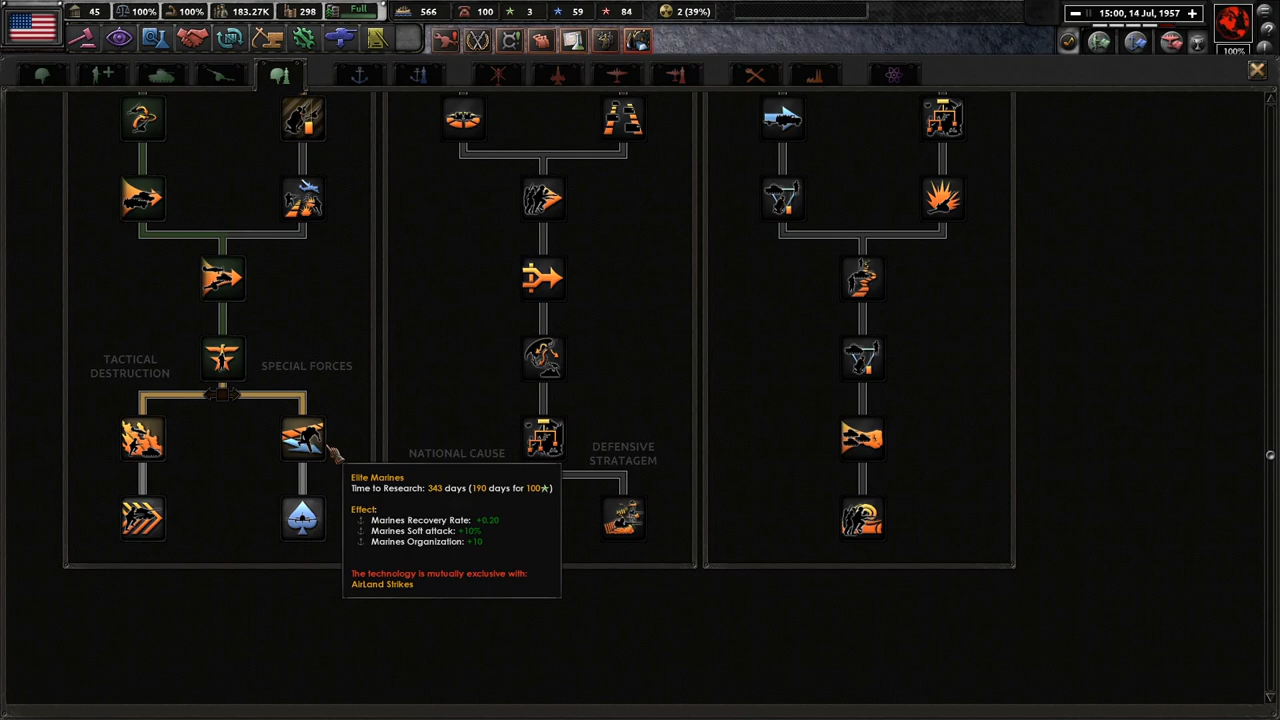 45
100%
100%
183.27K
298
Full
566
100
3
59
84
2 (39%)
15:00, 14 Jul, 1957
100%
TACTICAL
DESTRUCTION
SPECIAL FORCES
NATIONAL CAUSE
DEFENSIVE
STRATAGEM
Elite Marines
Time to Research: 343 days (190 days for 100)
Effect:
Marines Recovery Rate: +0.20
Marines Soft attack: +10%
Marines Organization: +10
The technology is mutually exclusive with:
AirLand Strikes